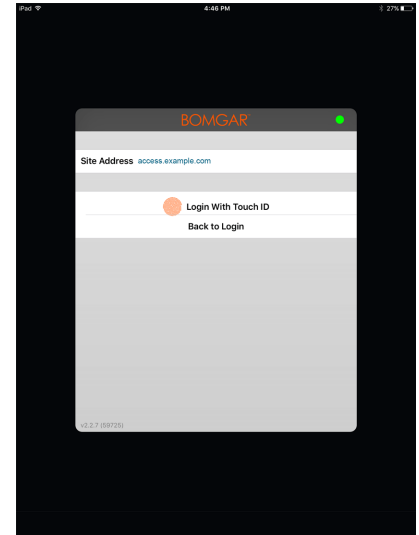 iPad 4:46 PM 27%
BOMGAR
Site Address access.example.com
Login With Touch ID
Back to Login
v2.2.7 (59725)